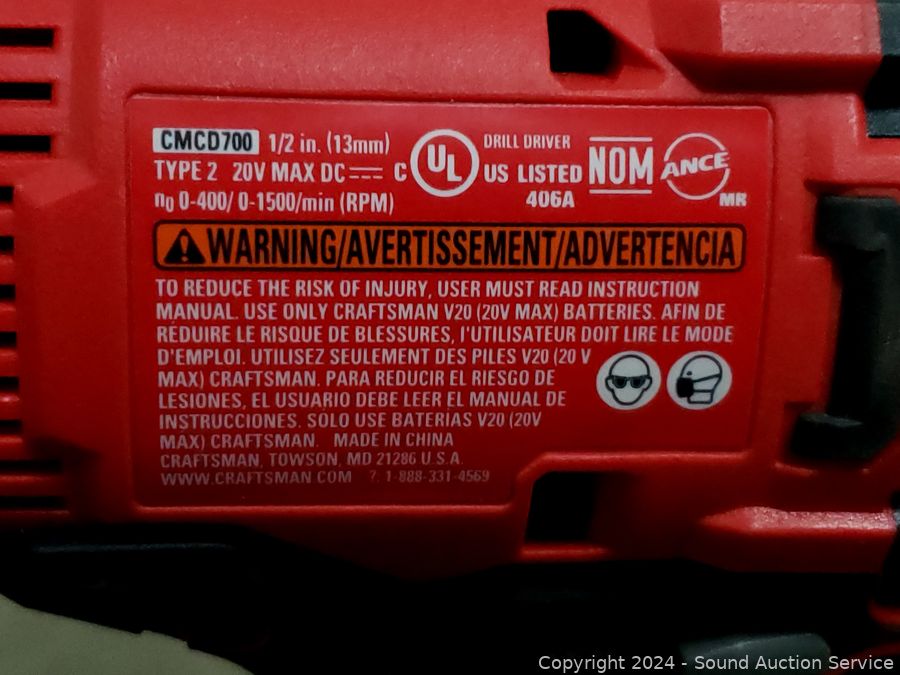 CMCD700 1/2 in. (13mm) DRILL DRIVER
TYPE 2 20V MAX DC C UL US LISTED NOM ANCE
406A MR
n0 0-400/ 0-1500/min (RPM)
WARNING/AVERTISSEMENT/ADVERTENCIA
TO REDUCE THE RISK OF INJURY, USER MUST READ INSTRUCTION
MANUAL. USE ONLY CRAFTSMAN V20 (20V MAX) BATTERIES. AFIN DE
RÉDUIRE LE RISQUE DE BLESSURES, l'UTILISATEUR DOIT LIRE LE MODE
D'EMPLOI. UTILISEZ SEULEMENT DES PILES V20 (20 V
MAX) CRAFTSMAN. PARA REDUCIR EL RIESGO DE
LESIONES, EL USUARIO DEBE LEER EL MANUAL DE
INSTRUCCIONES. SÓLO USE BATERÍAS V20 (20V
MAX) CRAFTSMAN. MADE IN CHINA
CRAFTSMAN, TOWSON, MD 21286 U.S.A.
WWW.CRAFTSMAN.COM ?: 1-888-331-4569
Copyright 2024 - Sound Auction Service